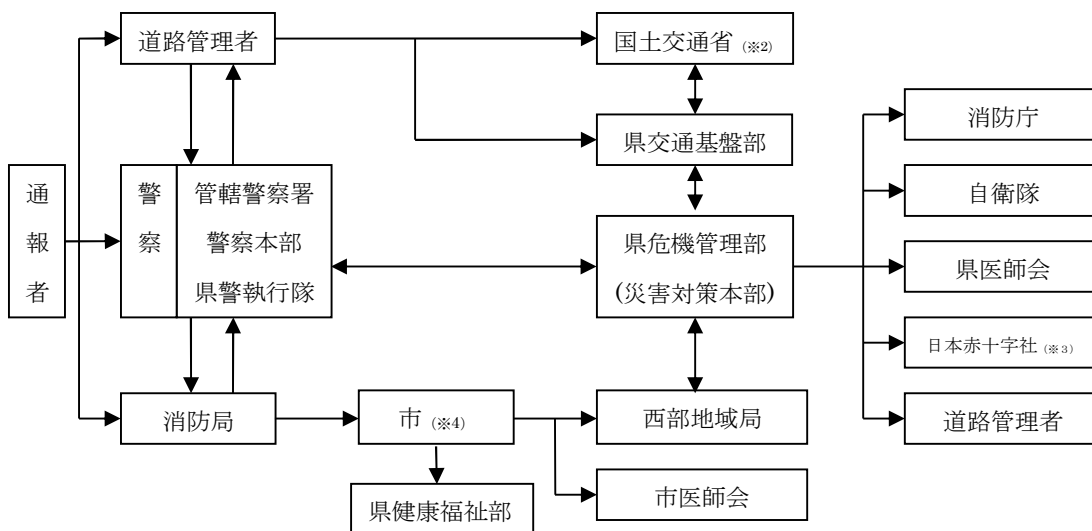 道路管理者
国土交通省 (※2)
消防庁
県交通基盤部
通報者
警察
管轄警察署
警察本部
県警執行隊
自衛隊
県危機管理部
(災害対策本部)
県医師会
日本赤十字社 (※3)
消防局
市 (※4)
西部地域局
道路管理者
県健康福祉部
市医師会